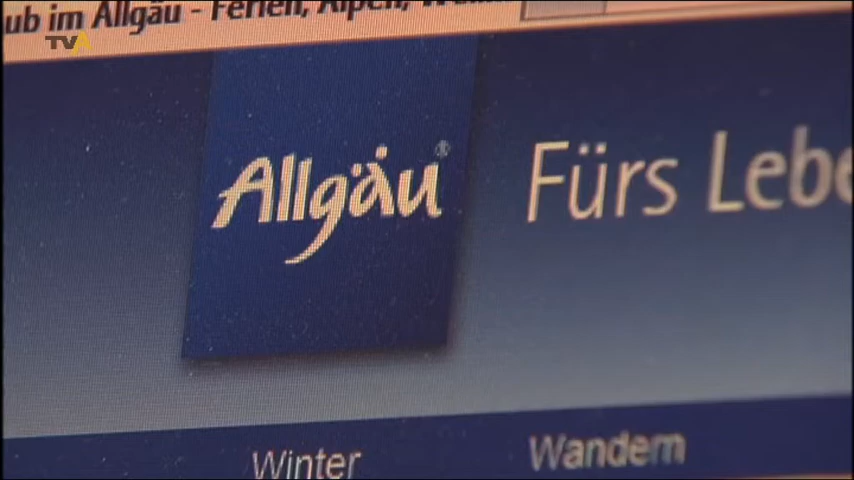 ub im Allgäu - Ferien, Alpen,
TVA
Allgäu®
Fürs Lebe
Winter
Wandern